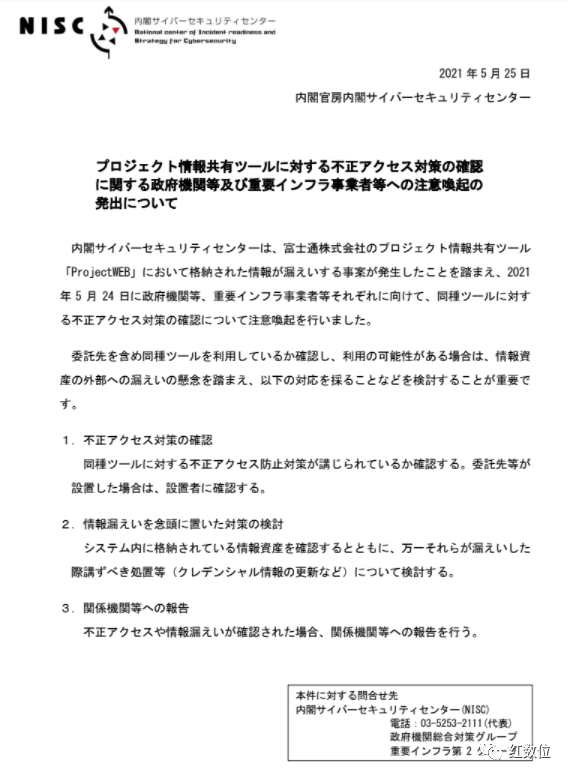 NISC
内閣サイバーセキュリティセンター
National center of Incident readiness and
Strategy for Cybersecurity
2021 年 5 月 25 日
内閣官房内閣サイバーセキュリティセンター
プロジェクト情報共有ツールに対する不正アクセス対策の確認
に関する政府機関等及び重要インフラ事業者等への注意喚起の
発出について
内閣サイバーセキュリティセンターは、富士通株式会社のプロジェクト情報共有ツール
「ProjectWEB」において格納された情報が漏えいする事案が発生したことを踏まえ、2021
年 5 月 24 日に政府機関等、重要インフラ事業者等それぞれに向けて、同種ツールに対す
る不正アクセス対策の確認について注意喚起を行いました。
委託先を含め同種ツールを利用しているか確認し、利用の可能性がある場合は、情報資
産の外部への漏えいの懸念を踏まえ、以下の対応を採ることなどを検討することが重要で
す。
１．不正アクセス対策の確認
同種ツールに対する不正アクセス防止対策が講じられているか確認する。委託先等が
設置した場合は、設置者に確認する。
２．情報漏えいを念頭に置いた対策の検討
システム内に格納されている情報資産を確認するとともに、万一それらが漏えいした
際講ずべき処置等（クレデンシャル情報の更新など）について検討する。
３．関係機関等への報告
不正アクセスや情報漏えいが確認された場合、関係機関等への報告を行う。
本件に対する問合せ先
内閣サイバーセキュリティセンター(NISC)
電話：03-5253-2111(代表)
政府機関総合対策グループ
重要インフラ第 2
红数位